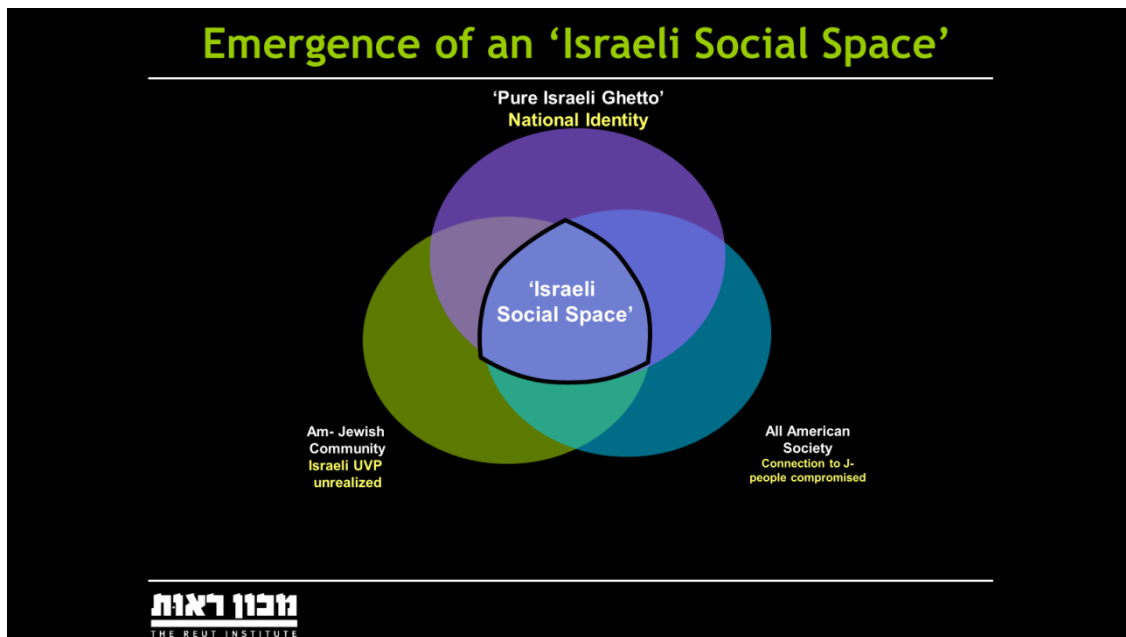 Emergence of an ‘Israeli Social Space’
‘Pure Israeli Ghetto’
National Identity
‘Israeli
Social Space’
Am- Jewish
Community
Israeli UVP
unrealized
All American
Society
Connection to J-
people compromised
מכון ראות
THE REUT INSTITUTE